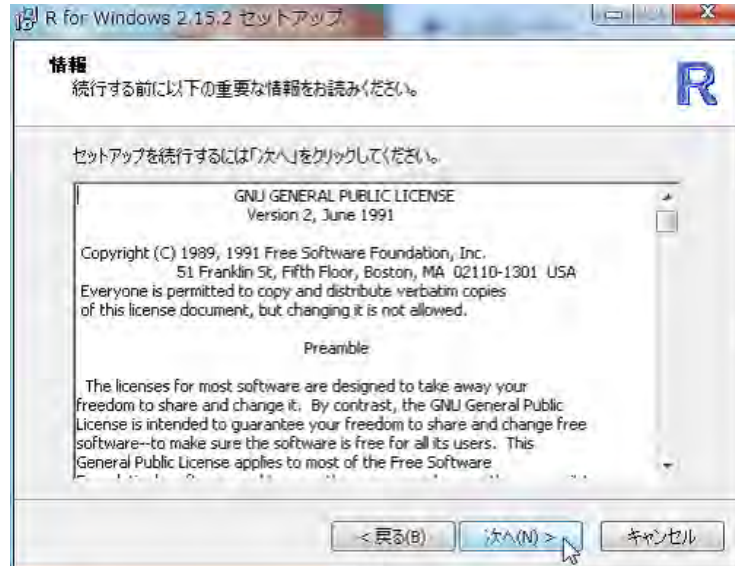 R for Windows 2.15.2 セットアップ
情報
続行する前に以下の重要な情報をお読みください。
R
セットアップを続行するには「次へ」をクリックしてください。
GNU GENERAL PUBLIC LICENSE
Version 2, June 1991
Copyright (C) 1989, 1991 Free Software Foundation, Inc.
51 Franklin St, Fifth Floor, Boston, MA 02110-1301 USA
Everyone is permitted to copy and distribute verbatim copies
of this license document, but changing it is not allowed.
Preamble
The licenses for most software are designed to take away your
freedom to share and change it. By contrast, the GNU General Public
License is intended to guarantee your freedom to share and change free
software--to make sure the software is free for all its users. This
General Public License applies to most of the Free Software
< 戻る(B)
次へ(N) >
キャンセル